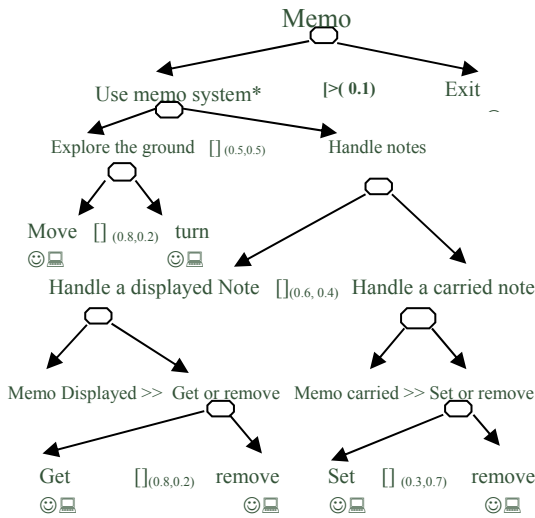 Memo
Use memo system* [>( 0.1) Exit
Explore the ground [] (0.5,0.5) Handle notes
Move [] (0.8,0.2) turn
Handle a displayed Note [](0.6, 0.4) Handle a carried note
Memo Displayed >> Get or remove Memo carried >> Set or remove
Get [](0.8,0.2) remove Set [] (0.3,0.7) remove